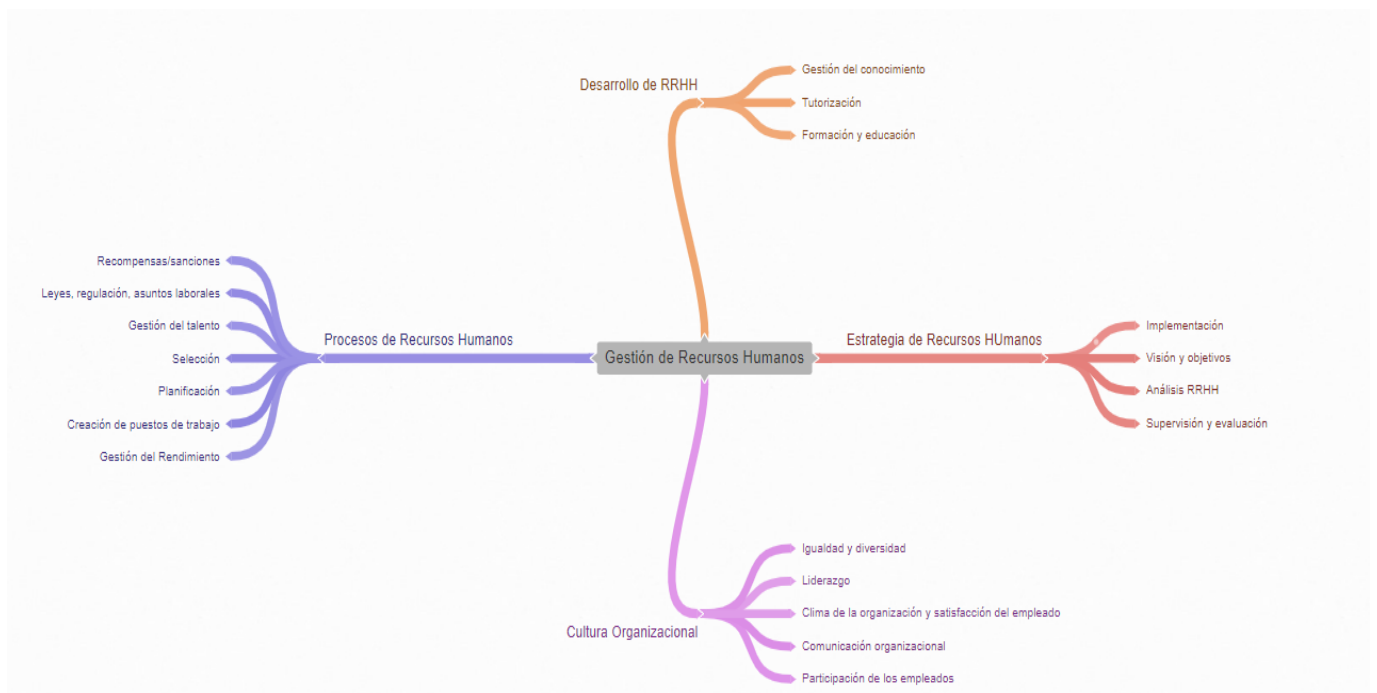 Desarrollo de RRHH
Gestión del conocimiento
Tutorización
Formación y educación
Procesos de Recursos Humanos
Recompensas/sanciones
Leyes, regulación, asuntos laborales
Gestión del talento
Selección
Planificación
Creación de puestos de trabajo
Gestión del Rendimiento
Gestión de Recursos Humanos
Estrategia de Recursos HUmanos
Implementación
Visión y objetivos
Análisis RRHH
Supervisión y evaluación
Cultura Organizacional
Igualdad y diversidad
Liderazgo
Clima de la organización y satisfacción del empleado
Comunicación organizacional
Participación de los empleados